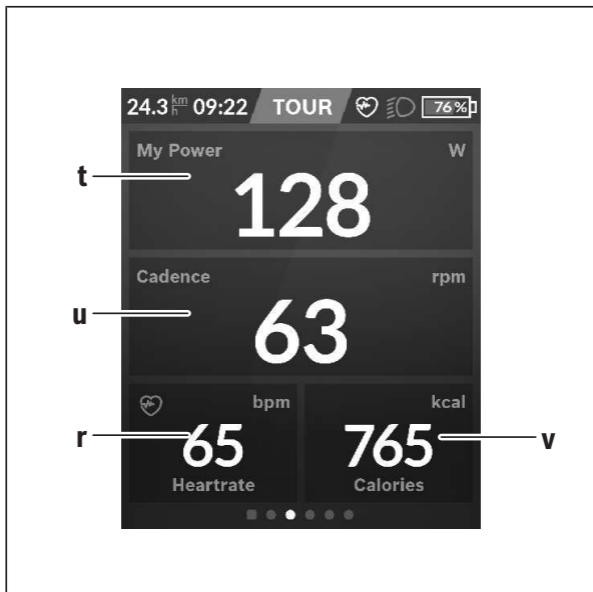 24.3 km/h 09:22 TOUR 76%
My Power W
t
128
Cadence rpm
u
63
bpm kcal
r 65 765 v
Heartrate Calories